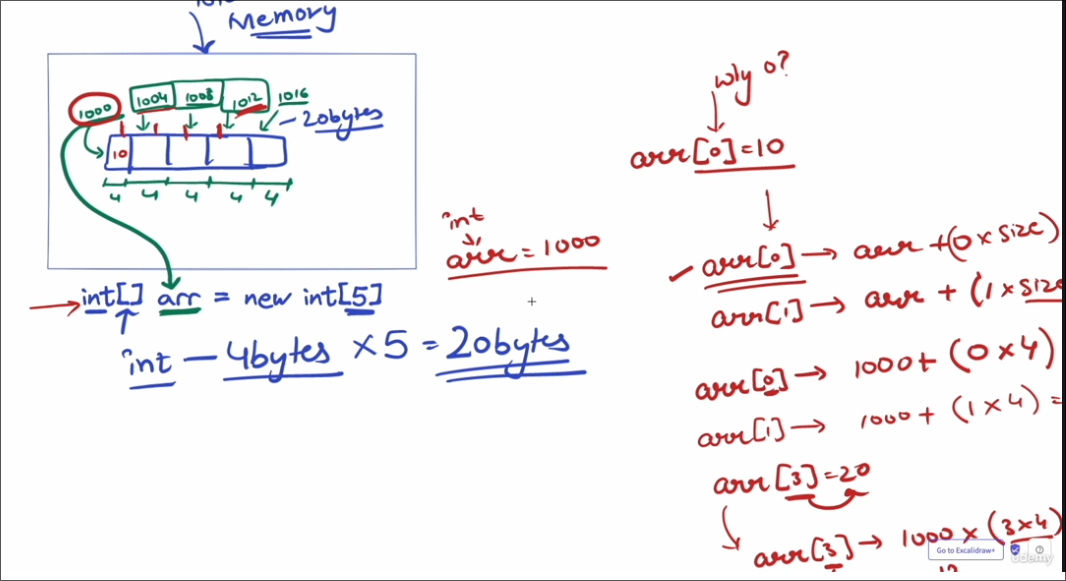 Memory
1000 1004 1008 1012 1016
20bytes
10
4 4 4 4 4
int[] arr = new int[5]
int - 4bytes × 5 = 20bytes
int
arr = 1000
why 0?
arr[0]=10
arr[0] → arr + (0 × size)
arr[1] → arr + (1 × size
arr[0] → 1000 + (0 × 4)
arr[1] → 1000 + (1 × 4) =
arr[3]=20
arr[3] → 1000 × (3×4)
Go to Excalidraw+
ûdemy